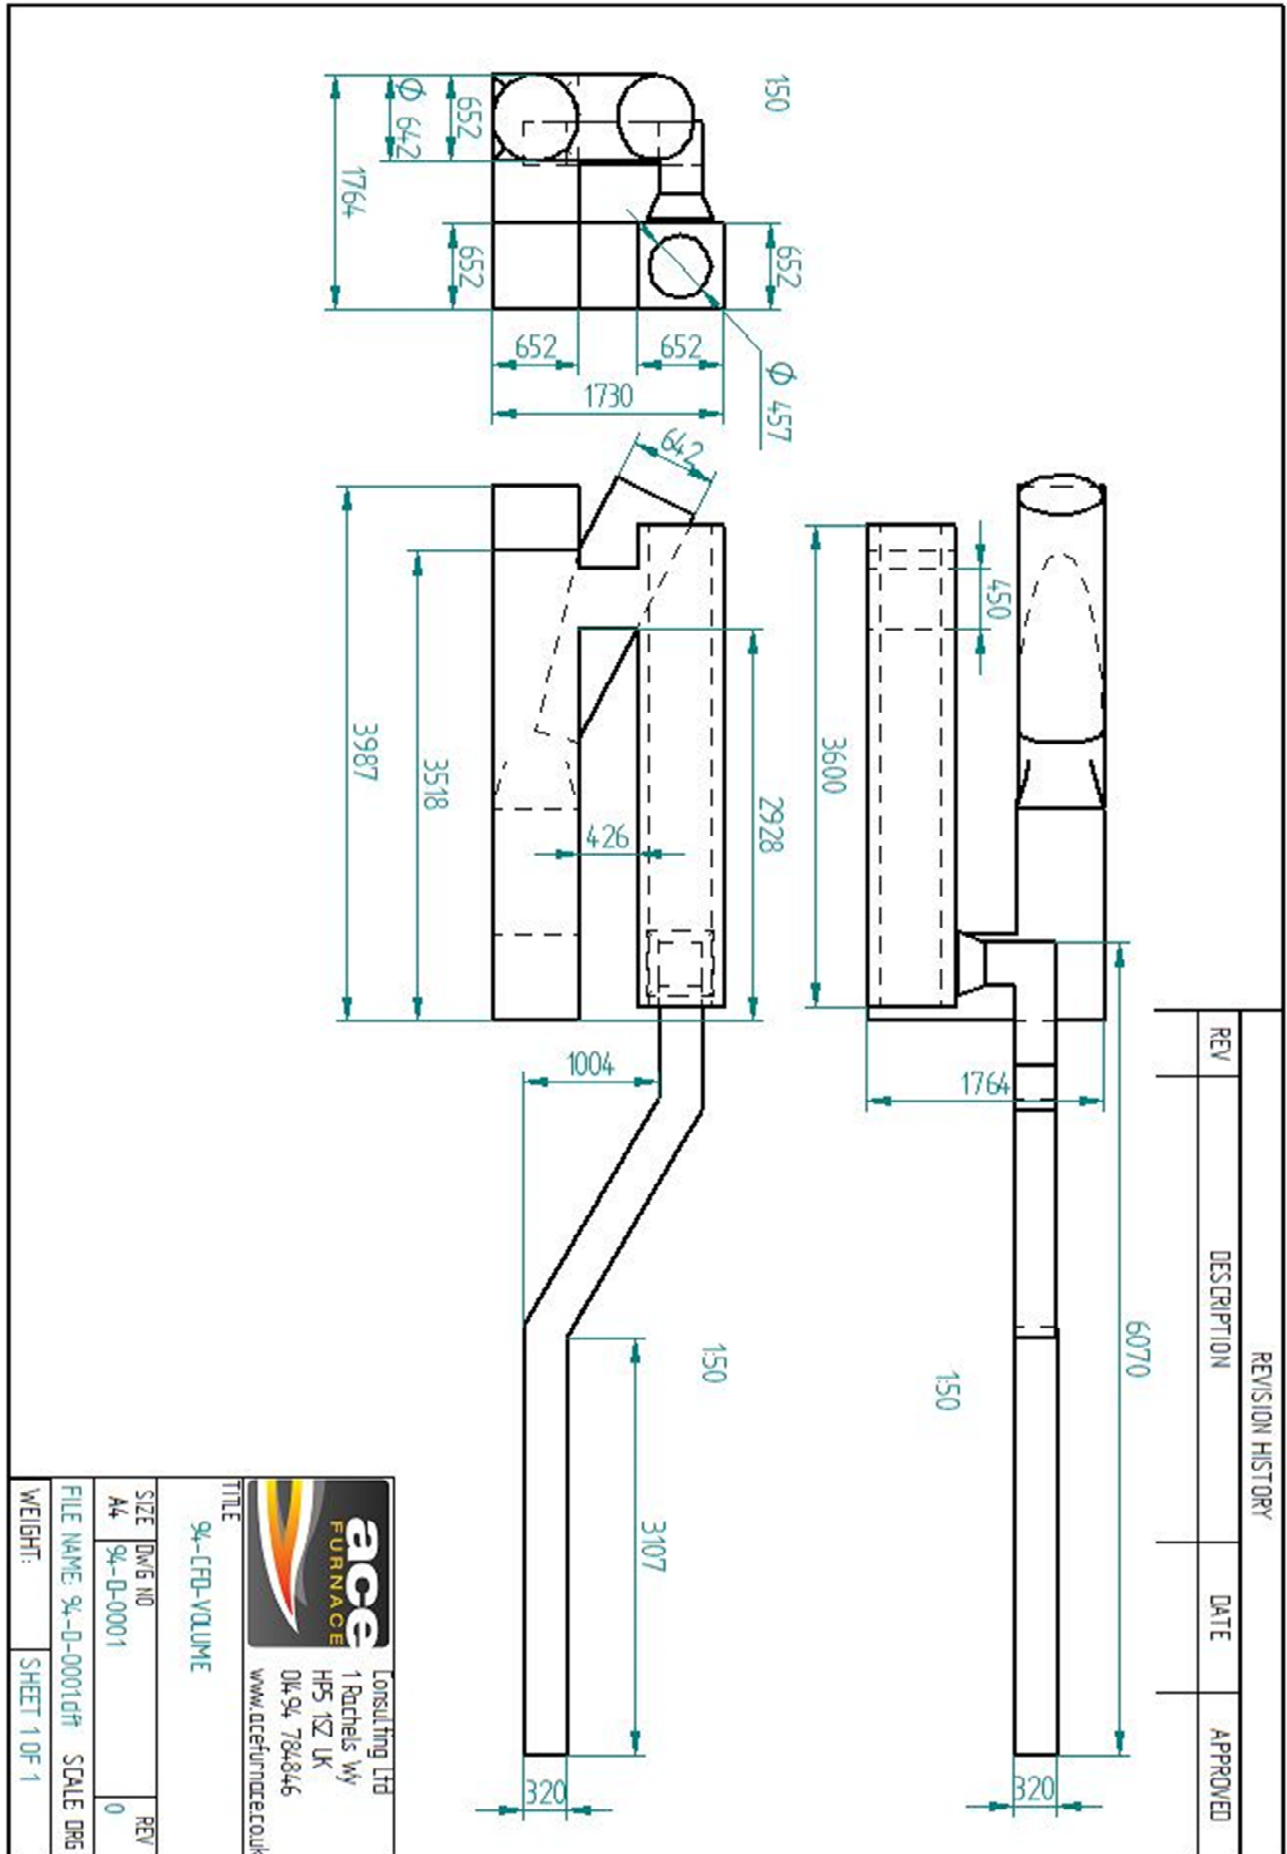 1:50
652
Ø 642
1764
652
652
652
652
1730
Ø 457
642
450
3987
3518
3600
2928
426
1004
1764
6070
1:50
1:50
3107
320
320
REVISION HISTORY
REV DESCRIPTION DATE APPROVED
ace
FURNACE
Consulting Ltd
1 Rachels Wy
HP5 1SZ UK
01494 784846
www.acefurnace.co.uk
TITLE
94-CFD-VOLUME
SIZE DWG NO REV
A4 94-D-0001 0
FILE NAME: 94-D-0001.dft SCALE DRG
WEIGHT: SHEET 1 OF 1